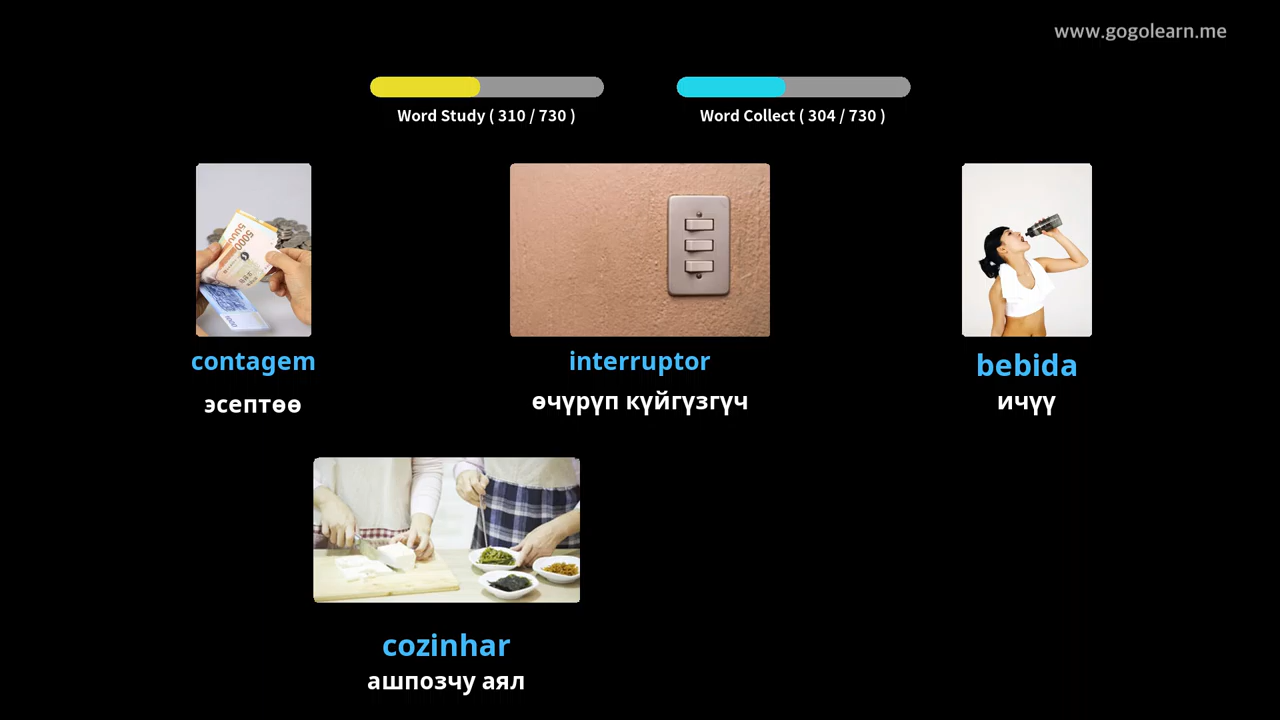 www.gogolearn.me
Word Study ( 310 / 730 )
Word Collect ( 304 / 730 )
contagem
эсептөө
interruptor
өчүрүп күйгүзгүч
bebida
ичүү
cozinhar
ашпозчу аял